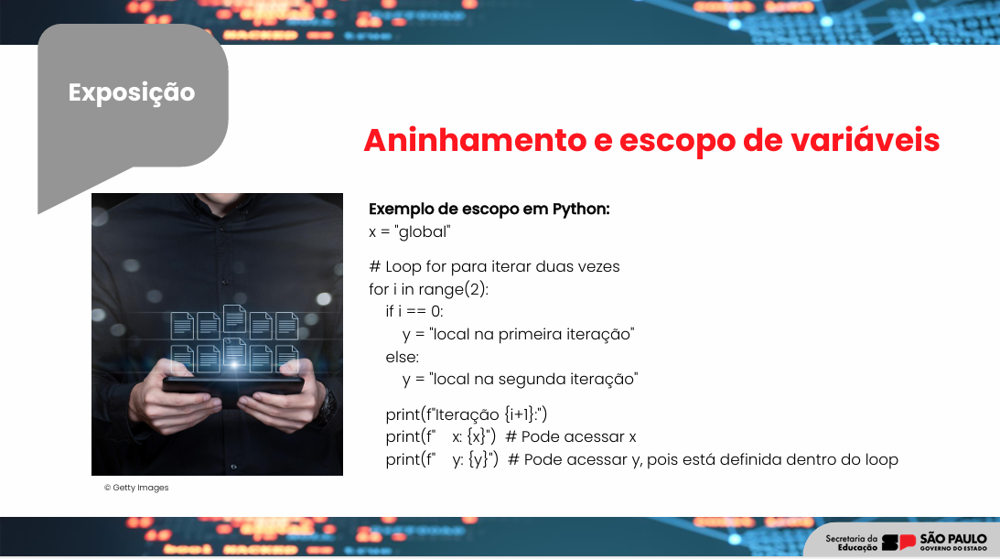 Exposição
Aninhamento e escopo de variáveis
Exemplo de escopo em Python:
x = "global"
# Loop for para iterar duas vezes
for i in range(2):
    if i == 0:
        y = "local na primeira iteração"
    else:
        y = "local na segunda iteração"
    print(f"Iteração {i+1}:")
    print(f"    x: {x}")  # Pode acessar x
    print(f"    y: {y}")  # Pode acessar y, pois está definida dentro do loop
© Getty Images
Secretaria da
Educação
SÃO PAULO
GOVERNO DO ESTADO